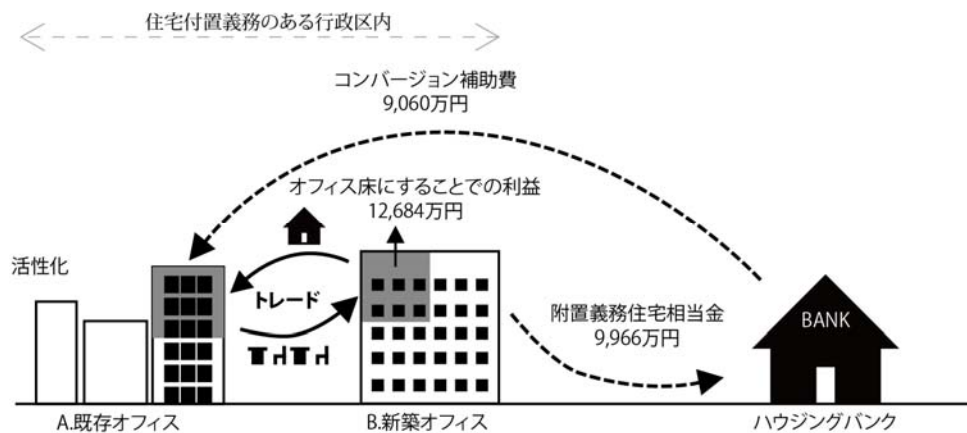 住宅付置義務のある行政区内
コンバージョン補助費
9,060万円
オフィス床にすることでの利益
12,684万円
活性化
トレード
附置義務住宅相当金
9,966万円
BANK
A.既存オフィス
B.新築オフィス
ハウジングバンク